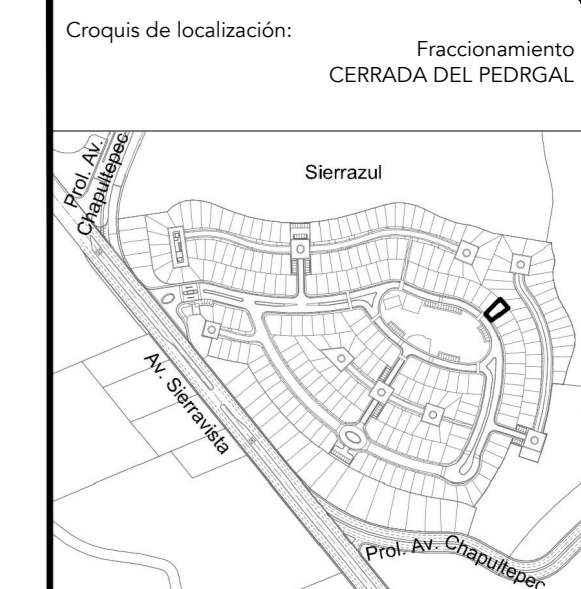 Croquis de localización:
Fraccionamiento
CERRADA DEL PEDRGAL
Prol. Av.
Chapultepec
Sierrazul
Av. Sierravista
Prol. Av. Chapultepec